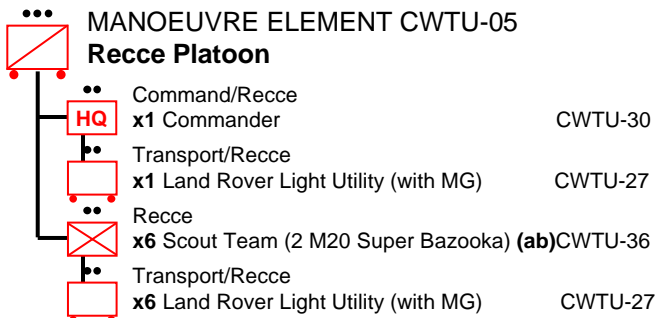 MANOEUVRE ELEMENT CWTU-05
Recce Platoon
Command/Recce
HQ x1 Commander CWTU-30
Transport/Recce
x1 Land Rover Light Utility (with MG) CWTU-27
Recce
x6 Scout Team (2 M20 Super Bazooka) (ab)CWTU-36
Transport/Recce
x6 Land Rover Light Utility (with MG) CWTU-27